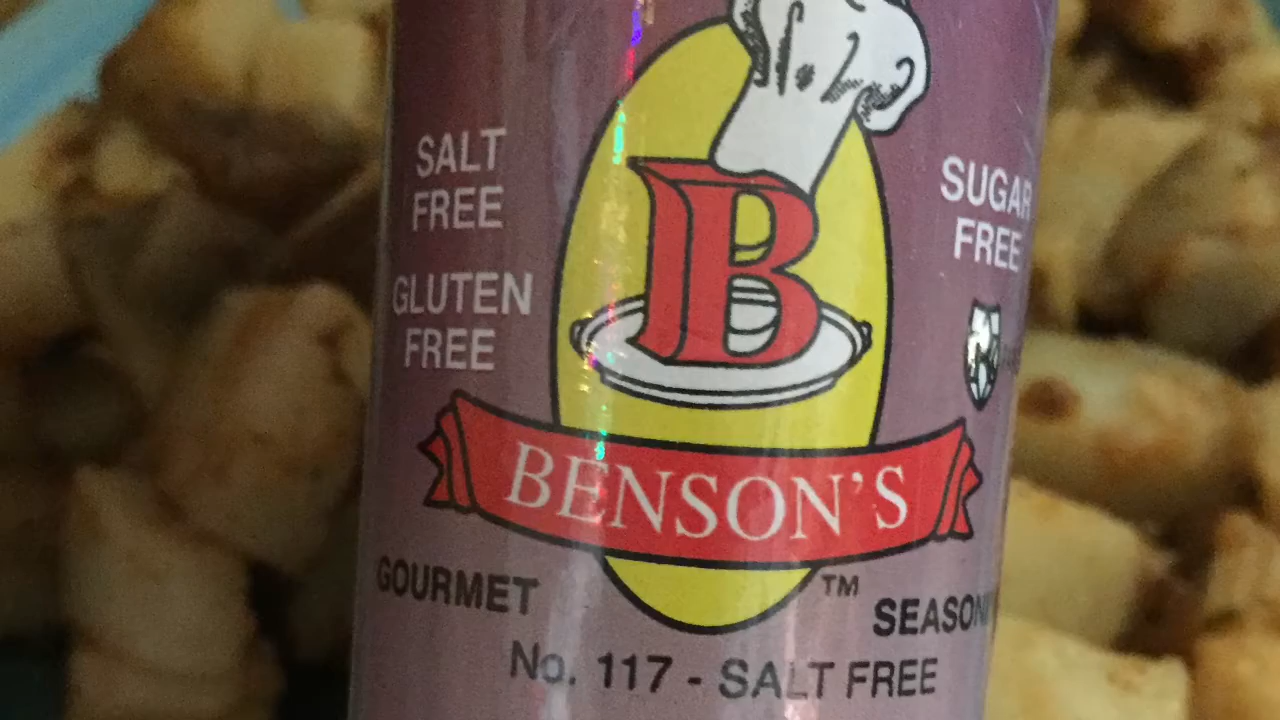 SALT
FREE
GLUTEN
FREE
SUGAR
FREE
B
BENSON'S
TM
GOURMET
No. 117 - SALT FREE